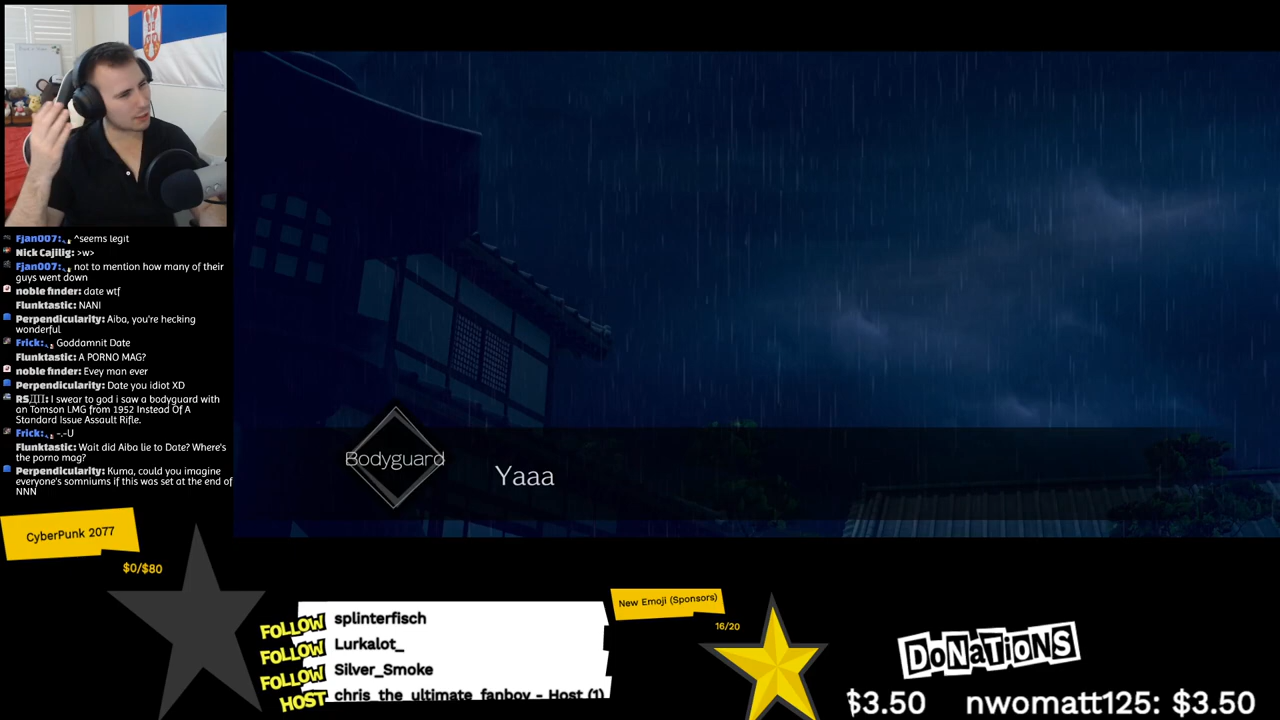 Fjan007: ^seems legit
Nick Cajilig: >w>
Fjan007: not to mention how many of their
guys went down
noble finder: date wtf
Flunktastic: NANI
Perpendicularity: Aiba, you're hecking
wonderful
Frick: Goddamnit Date
Flunktastic: A PORNO MAG?
noble finder: Evey man ever
Perpendicularity: Date you idiot XD
I swear to god i saw a bodyguard with
an Tomson LMG from 1952 Instead Of A
Standard Issue Assault Rifle.
Frick: -.-U
Flunktastic: Wait did Aiba lie to Date? Where's
the porno mag?
Perpendicularity: Kuma, could you imagine
everyone's somniums if this was set at the end of
NNN
Bodyguard
Yaaa
CyberPunk 2077
$0/$80
FOLLOW splinterfisch
FOLLOW Lurkalot_
FOLLOW Silver_Smoke
HOST chris_the_ultimate_fanboy - Host (1)
New Emoji (Sponsors)
16/20
DoNaTioNS
$3.50 nwomatt125: $3.50